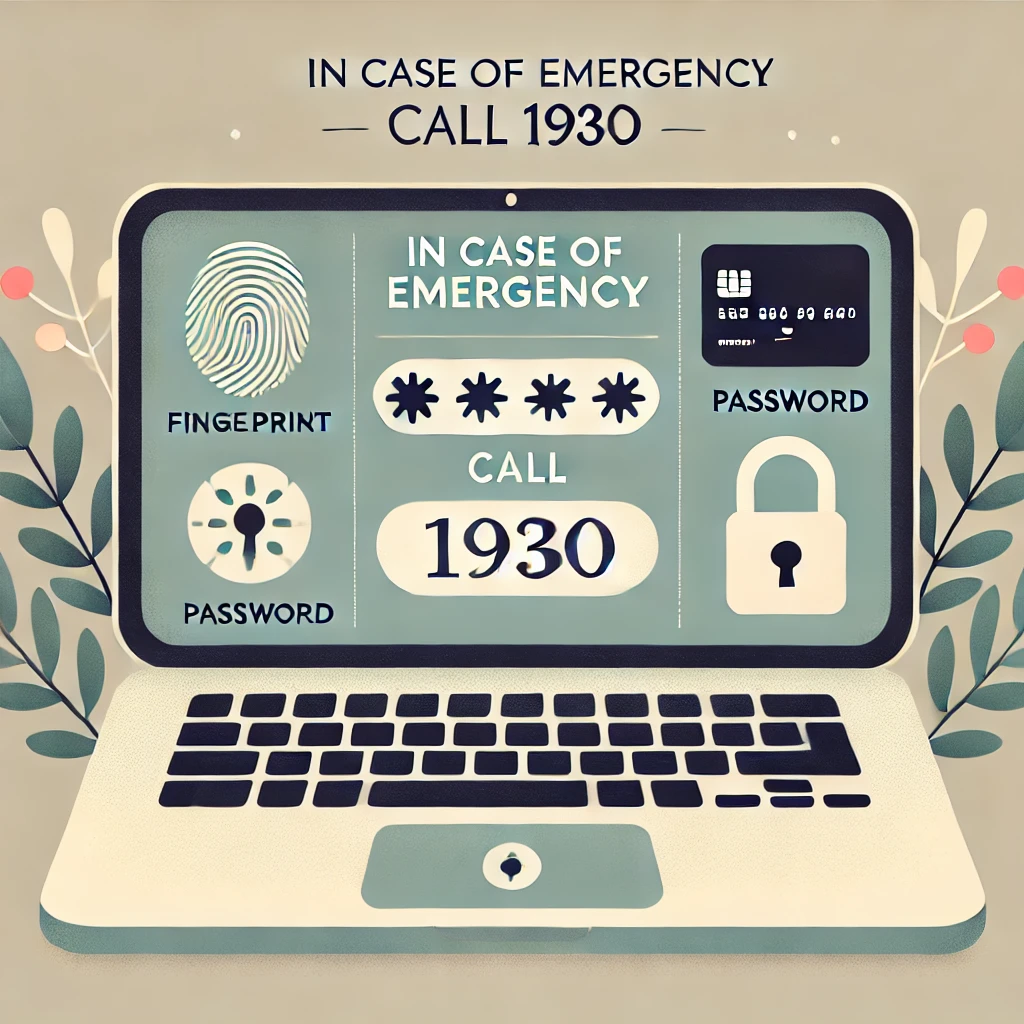 IN CASE OF EMERGENCY
CALL 1930
IN CASE OF
EMERGENCY
FINGEPRINT
PASSWORD
✱ ✱ ✱ ✱
CALL
1930
PASSWORD